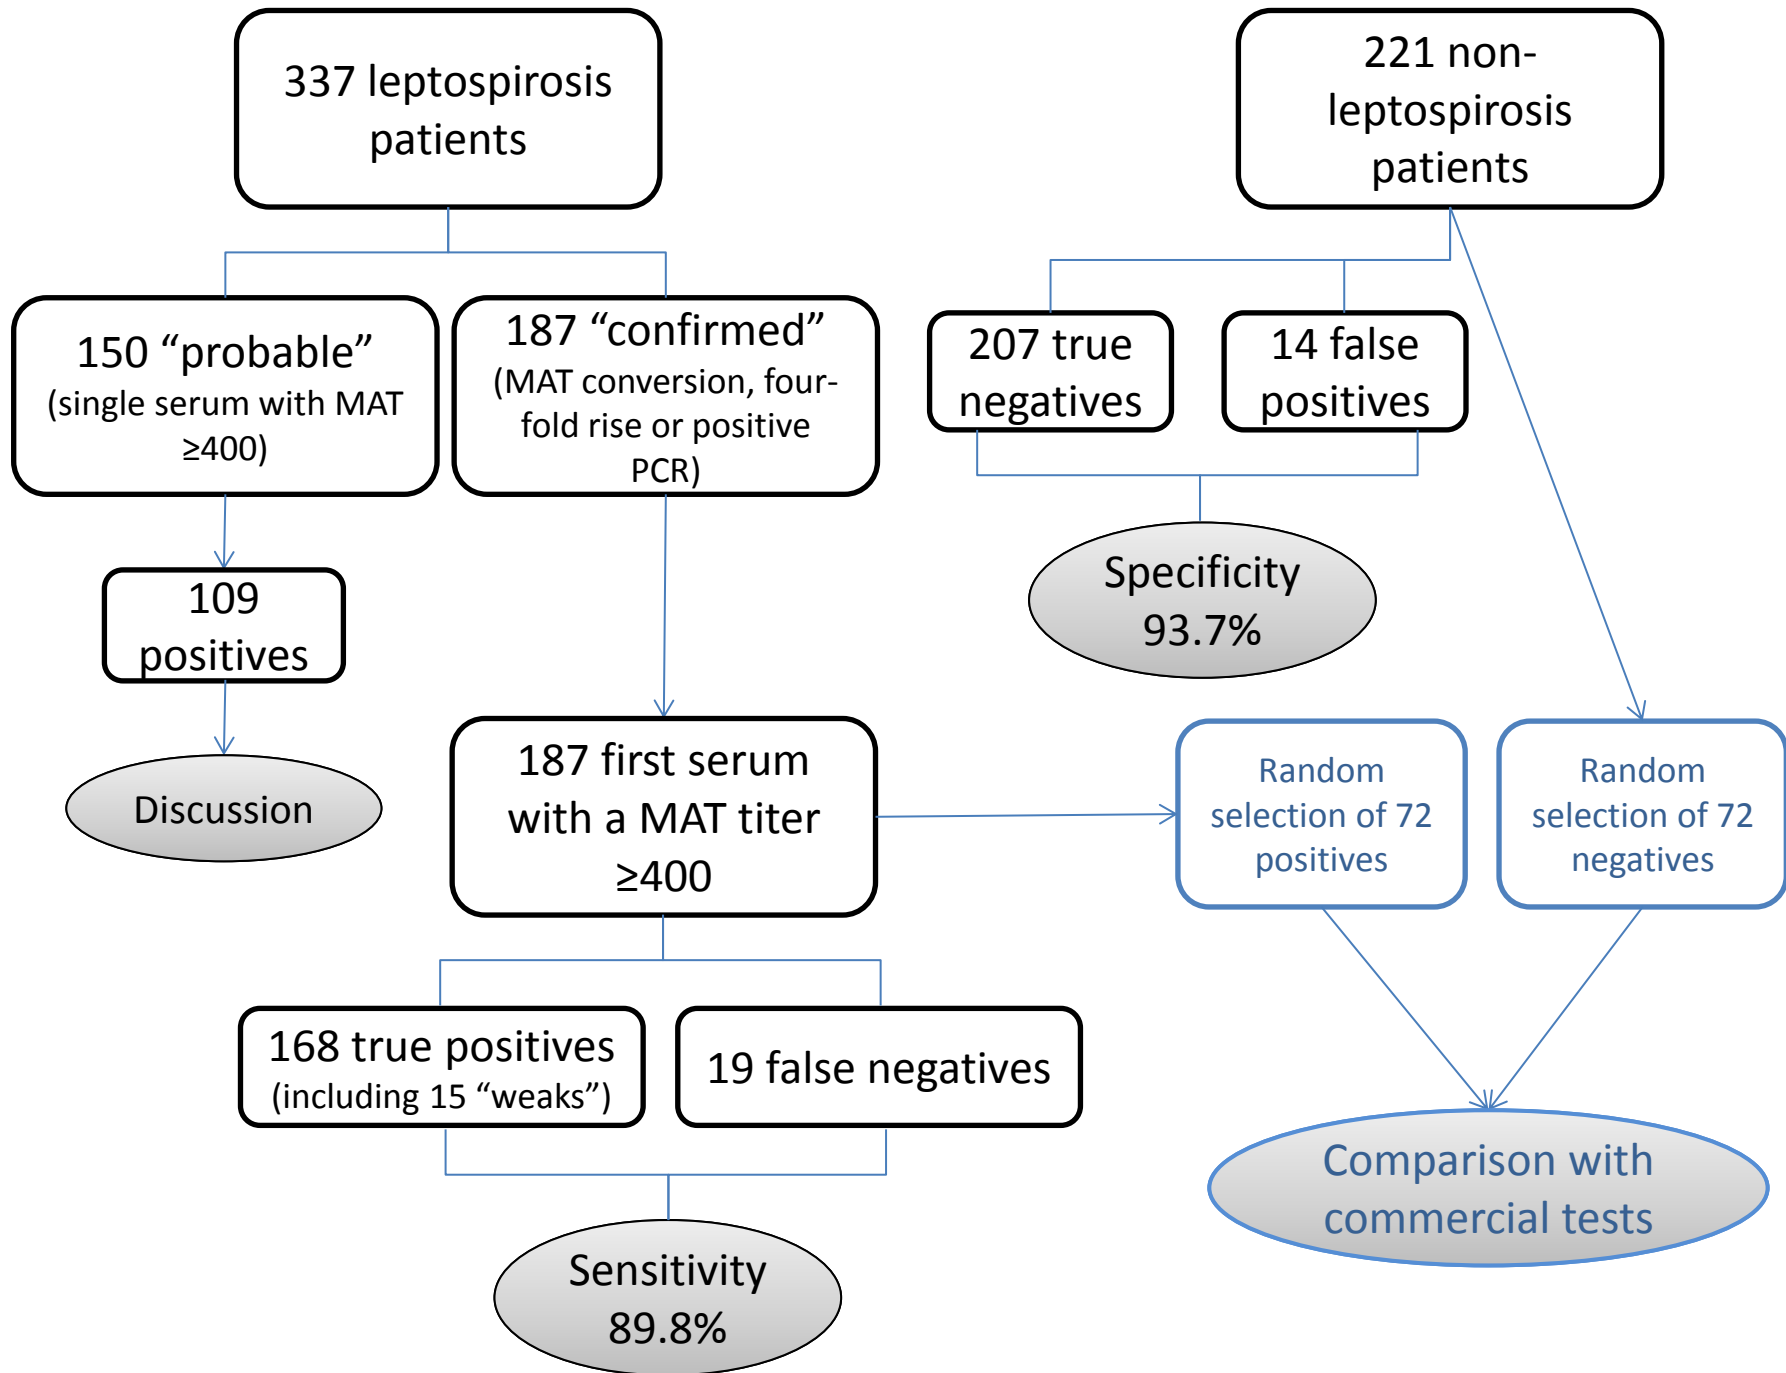 337 leptospirosis
patients
221 non-
leptospirosis
patients
150 “probable”
(single serum with MAT
≥400)
187 “confirmed”
(MAT conversion, four-
fold rise or positive
PCR)
207 true
negatives
14 false
positives
Specificity
93.7%
109
positives
Discussion
187 first serum
with a MAT titer
≥400
Random
selection of 72
positives
Random
selection of 72
negatives
168 true positives
(including 15 “weaks”)
19 false negatives
Comparison with
commercial tests
Sensitivity
89.8%